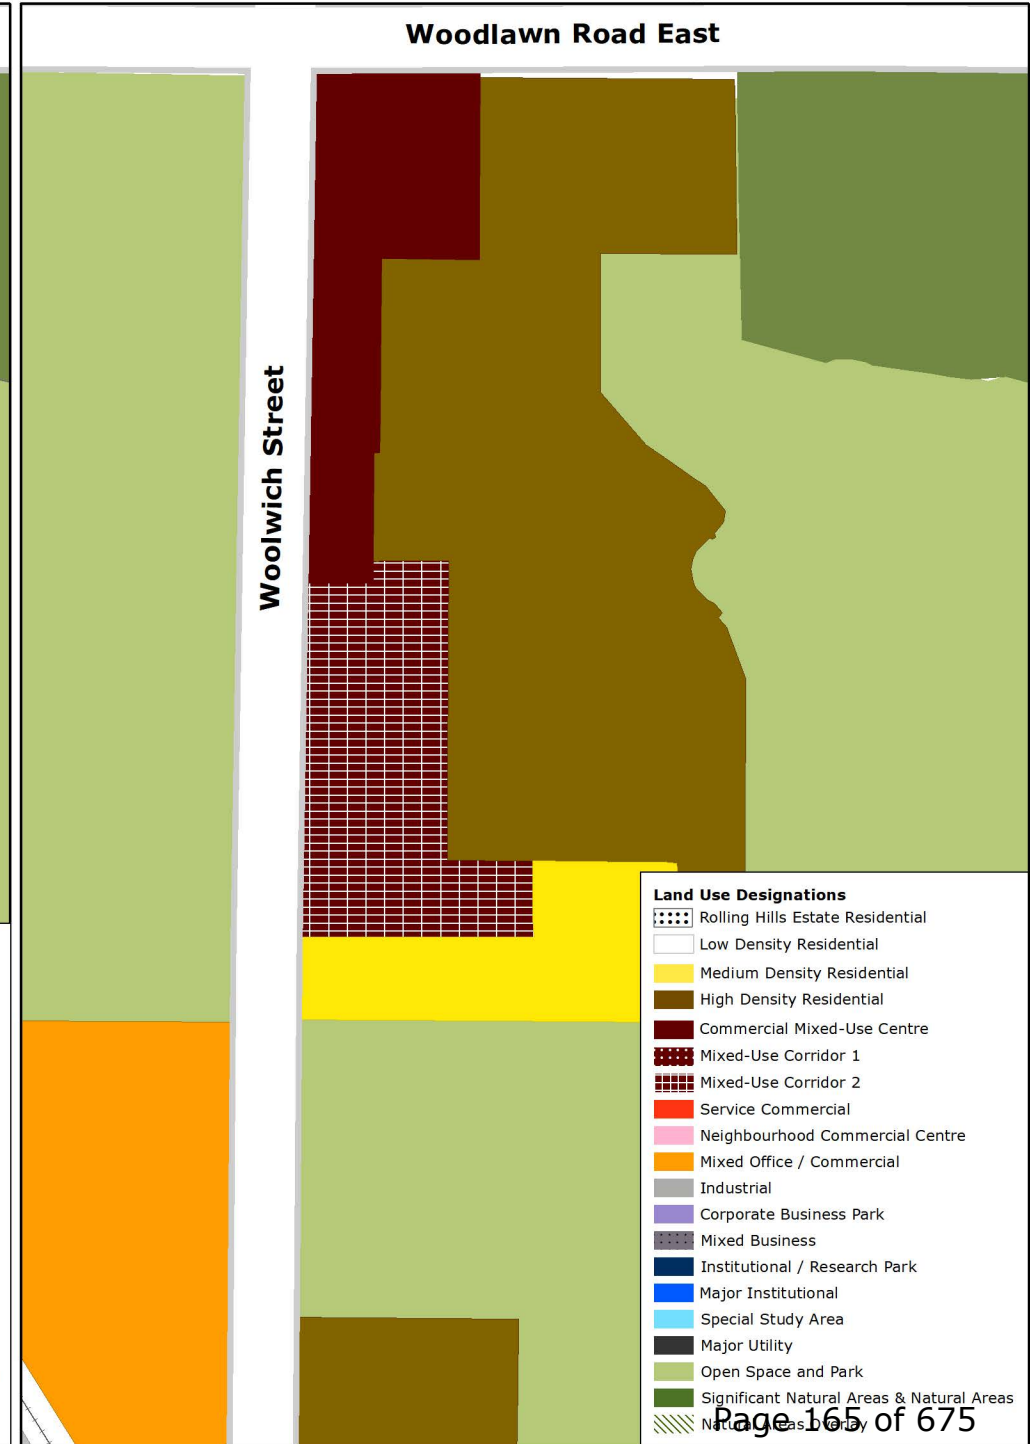 Woodlawn Road East
Woolwich Street
Land Use Designations
Rolling Hills Estate Residential
Low Density Residential
Medium Density Residential
High Density Residential
Commercial Mixed-Use Centre
Mixed-Use Corridor 1
Mixed-Use Corridor 2
Service Commercial
Neighbourhood Commercial Centre
Mixed Office / Commercial
Industrial
Corporate Business Park
Mixed Business
Institutional / Research Park
Major Institutional
Special Study Area
Major Utility
Open Space and Park
Significant Natural Areas & Natural Areas
Natural Areas Overlay
Page 165 of 675